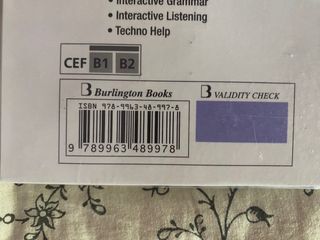 • Interactive Grammar
• Interactive Listening
• Techno Help
CEF B1 B2
B Burlington Books
B VALIDITY CHECK
ISBN 978-9963-48-997-8
9 789963 489978